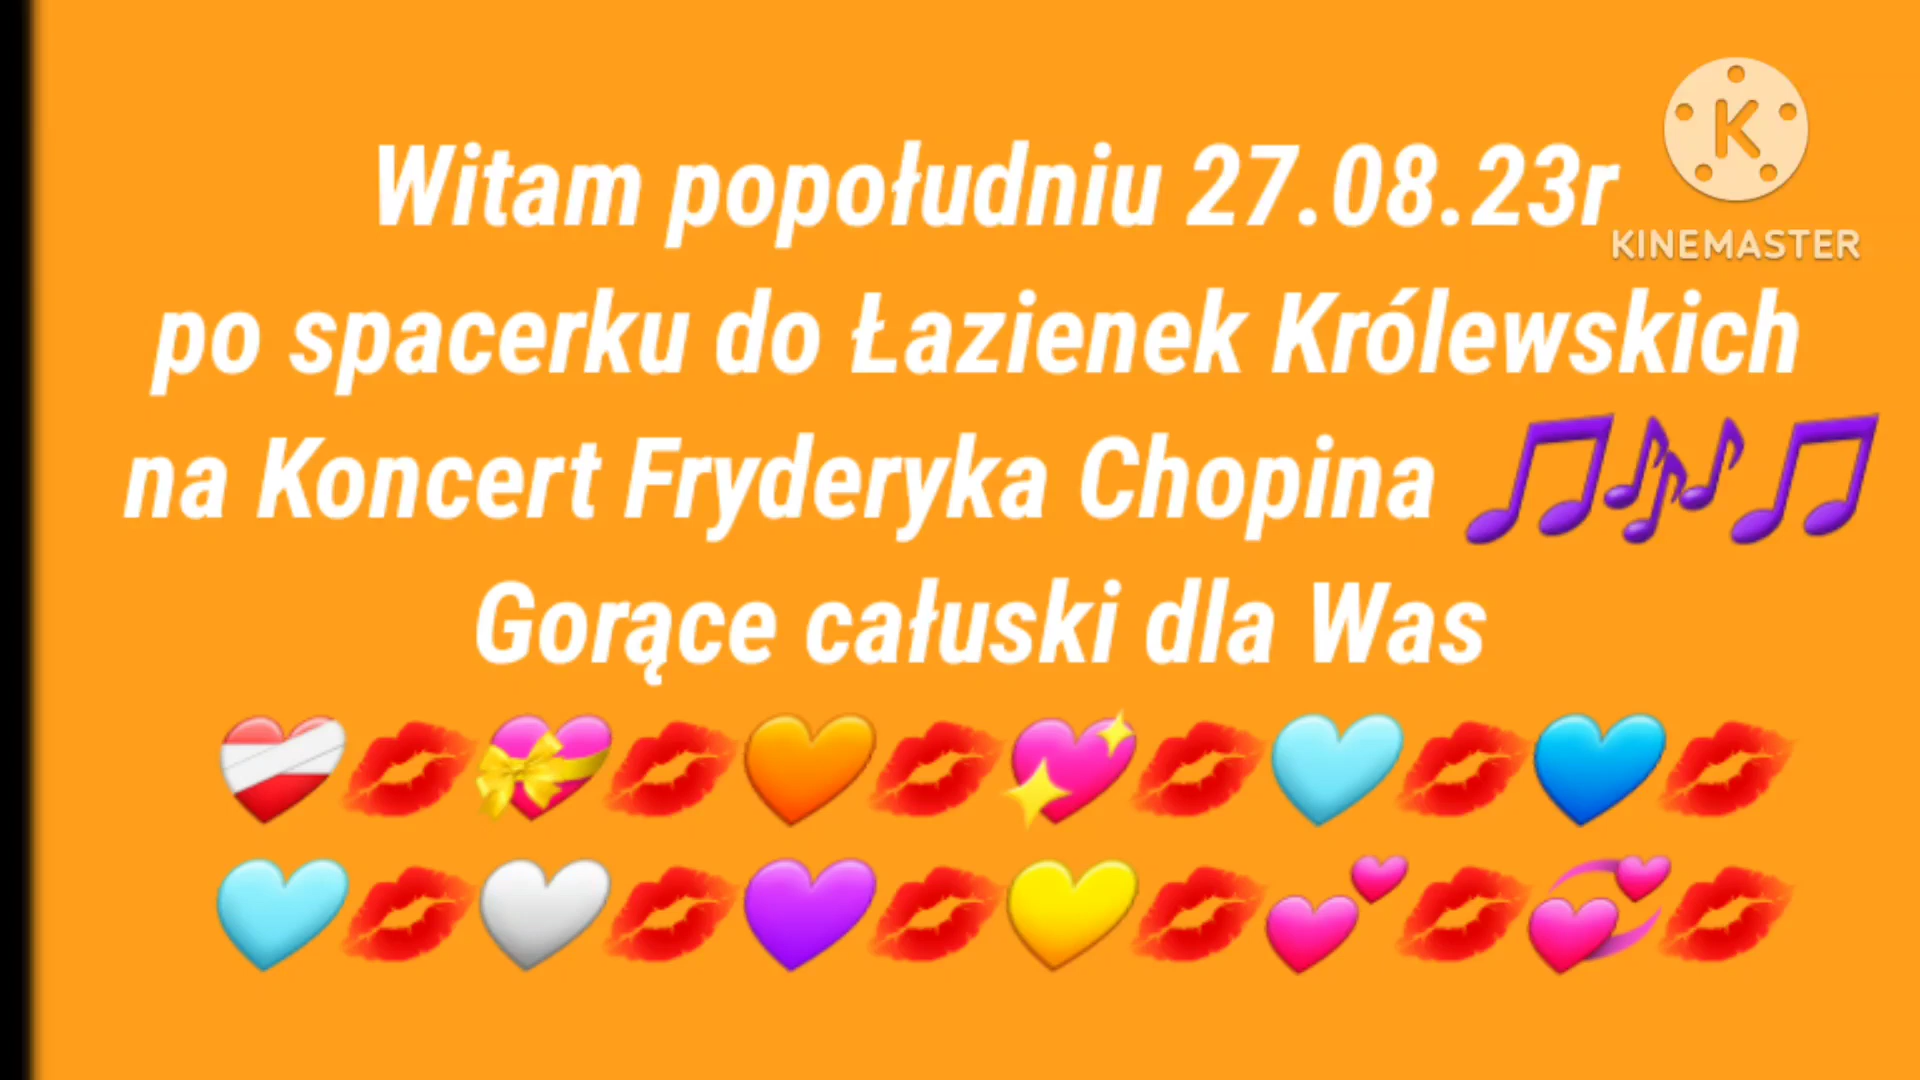 Witam popołudniu 27.08.23r
KINEMASTER
po spacerku do Łazienek Królewskich
na Koncert Fryderyka Chopina 🎵🎶🎵
Gorące całuski dla Was
❤️‍🩹💋💝💋🧡💋💖💋🩵💋💙💋
🩵💋🤍💋💜💋💛💋💕💋💞💋